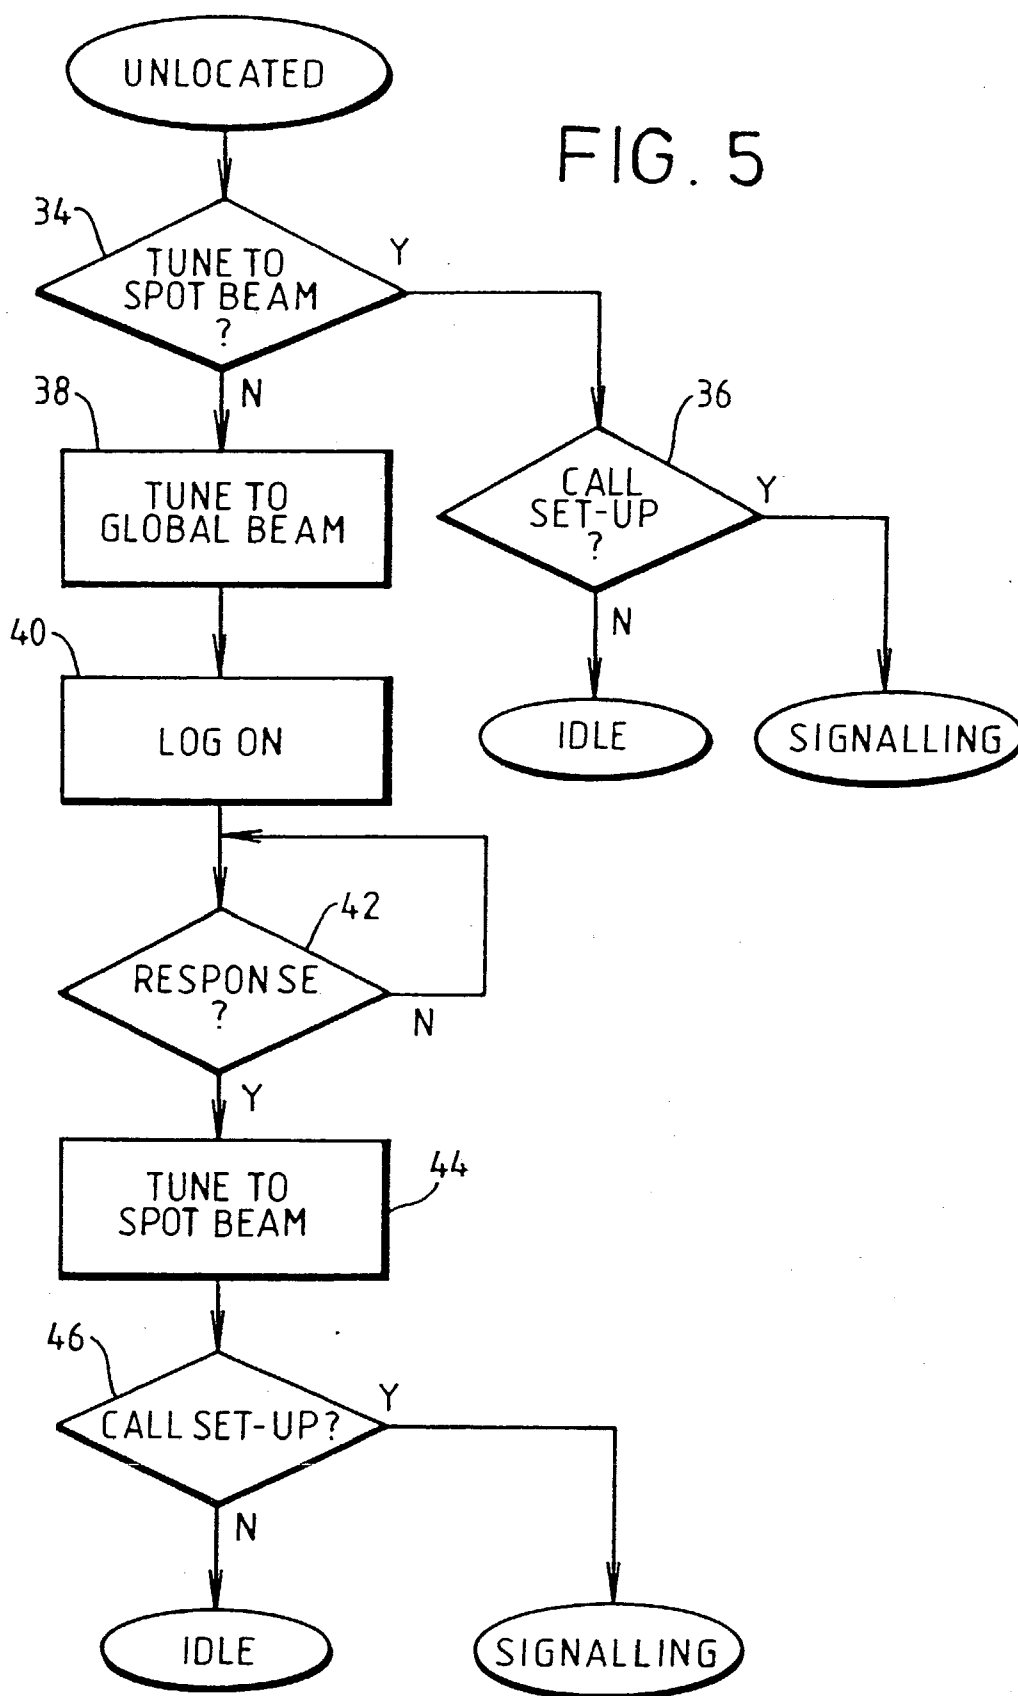 UNLOCATED
FIG. 5
34
TUNE TO
SPOT BEAM
?
Y
N
38
TUNE TO
GLOBAL BEAM
36
CALL
SET-UP
?
Y
N
40
LOG ON
IDLE
SIGNALLING
42
RESPONSE
?
N
Y
TUNE TO
SPOT BEAM
44
46
CALL SET-UP?
Y
N
IDLE
SIGNALLING